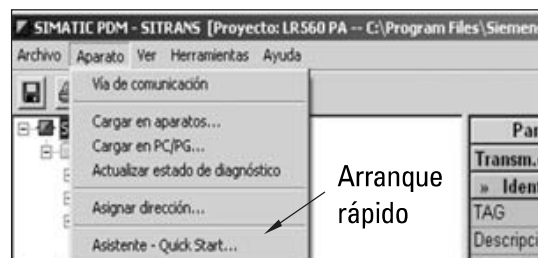 SIMATIC PDM - SITRANS [Proyecto: LR560 PA -- C:\Program Files\Siemens
Archivo Aparato Ver Herramientas Ayuda
Vía de comunicación
Cargar en aparatos...
Cargar en PC/PG...
Actualizar estado de diagnóstico
Asignar dirección...
Asistente - Quick Start...
Arranque
rápido
Par
Transm.
» Ident
TAG
Descripci